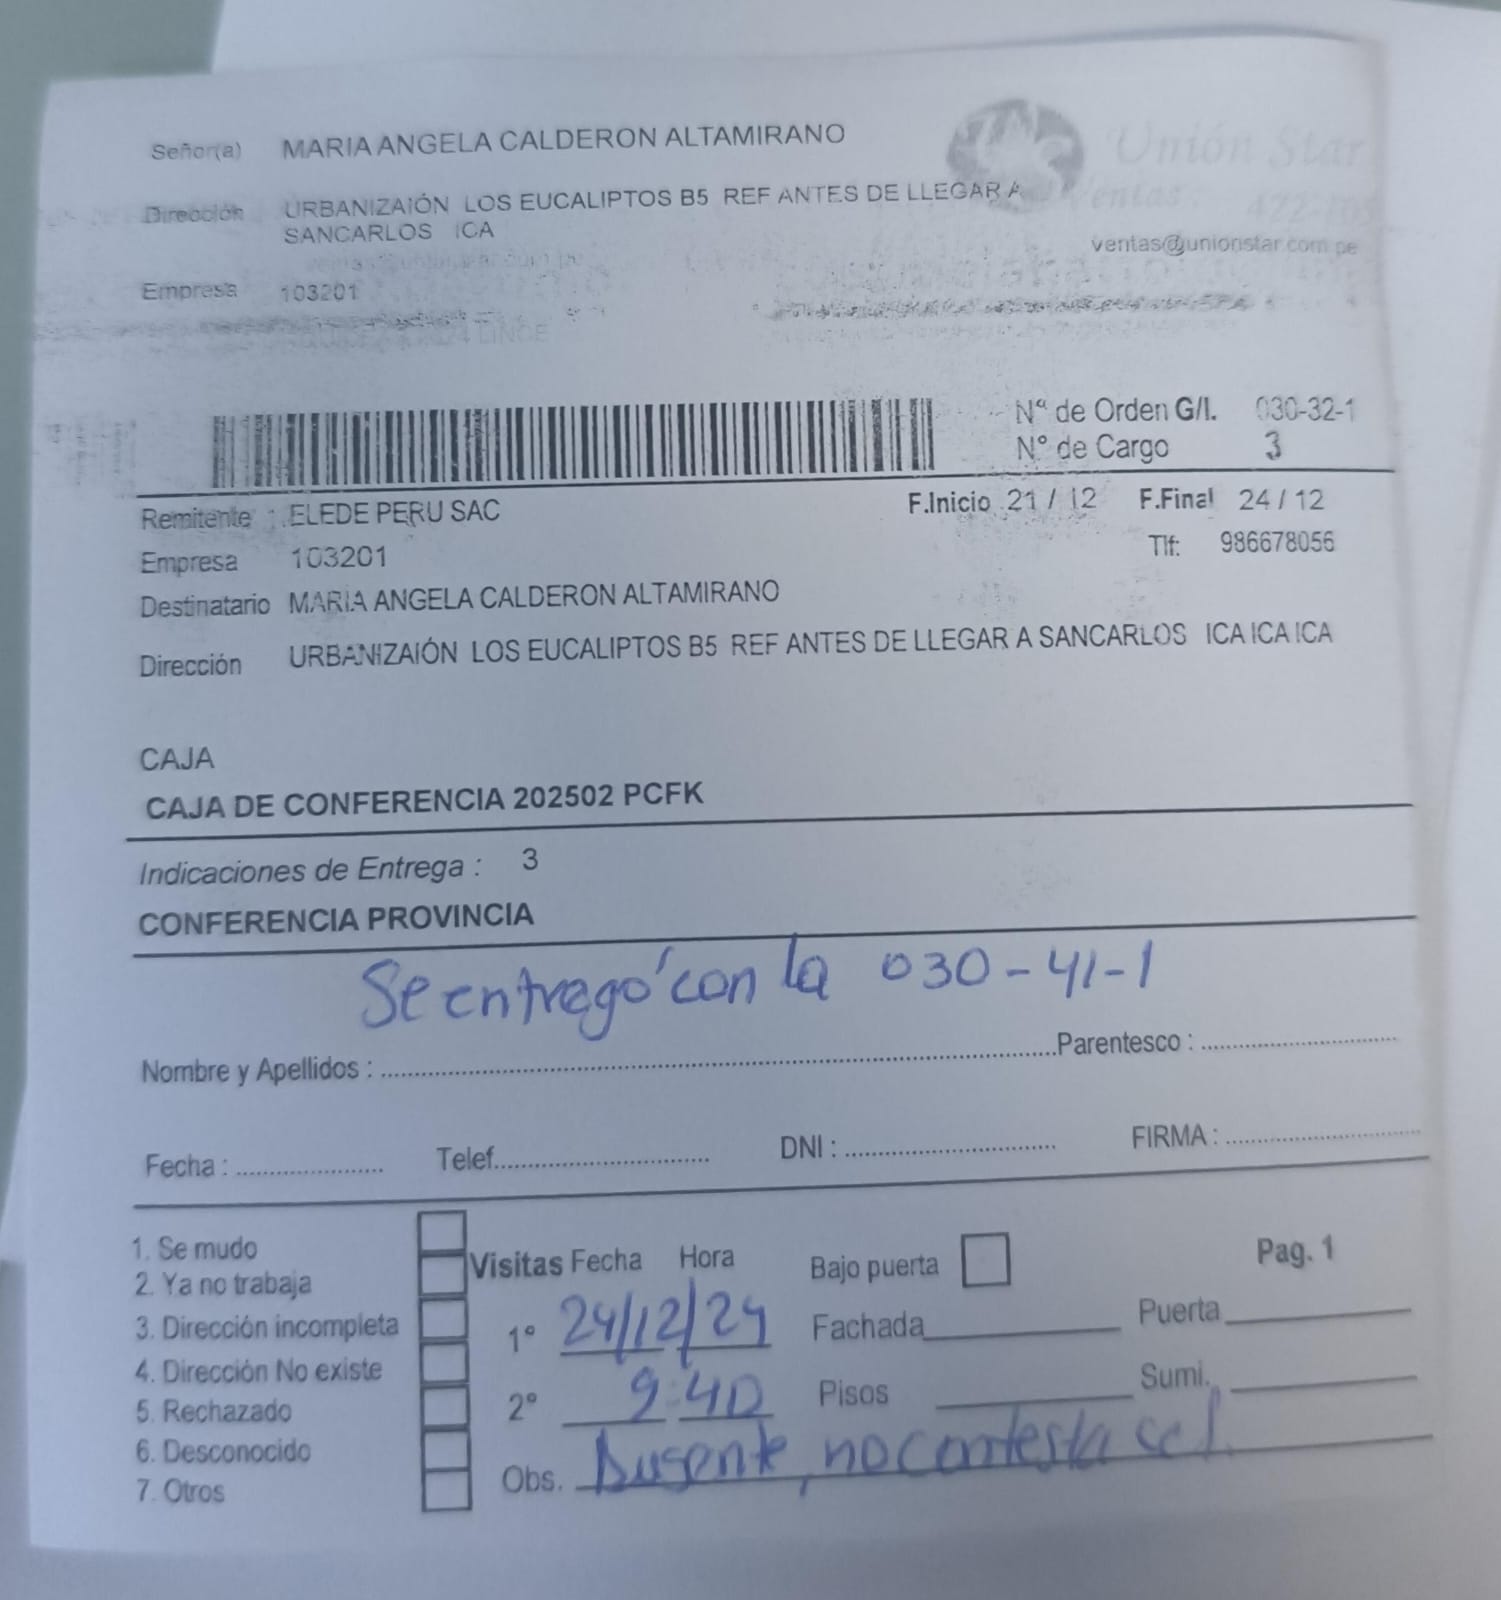 Señor(a) MARIA ANGELA CALDERON ALTAMIRANO
Unión Star
Dirección URBANIZAIÓN LOS EUCALIPTOS B5 REF ANTES DE LLEGAR A
Ventas:
SANCARLOS ICA
ventas@unionstar.com.pe
Empresa 103201
LINCE
Nº de Orden G/I. 030-32-1
Nº de Cargo 3
Remitente : ELEDE PERU SAC F.Inicio 21 / 12 F.Final 24 / 12
Empresa 103201 Tlf: 986678056
Destinatario MARIA ANGELA CALDERON ALTAMIRANO
Dirección URBANIZAIÓN LOS EUCALIPTOS B5 REF ANTES DE LLEGAR A SANCARLOS ICA ICA ICA
CAJA
CAJA DE CONFERENCIA 202502 PCFK
Indicaciones de Entrega : 3
CONFERENCIA PROVINCIA
Se entregó con la 030-41-1
Nombre y Apellidos : Parentesco :
Fecha : Telef. DNI : FIRMA :
1. Se mudo
2. Ya no trabaja
3. Dirección incompleta
4. Dirección No existe
5. Rechazado
6. Desconocido
7. Otros
Visitas Fecha Hora Bajo puerta Pag. 1
1º 24/12/24 Fachada Puerta
2º 9:40 Pisos Sumi.
Obs. Ausente, no contesta cel.